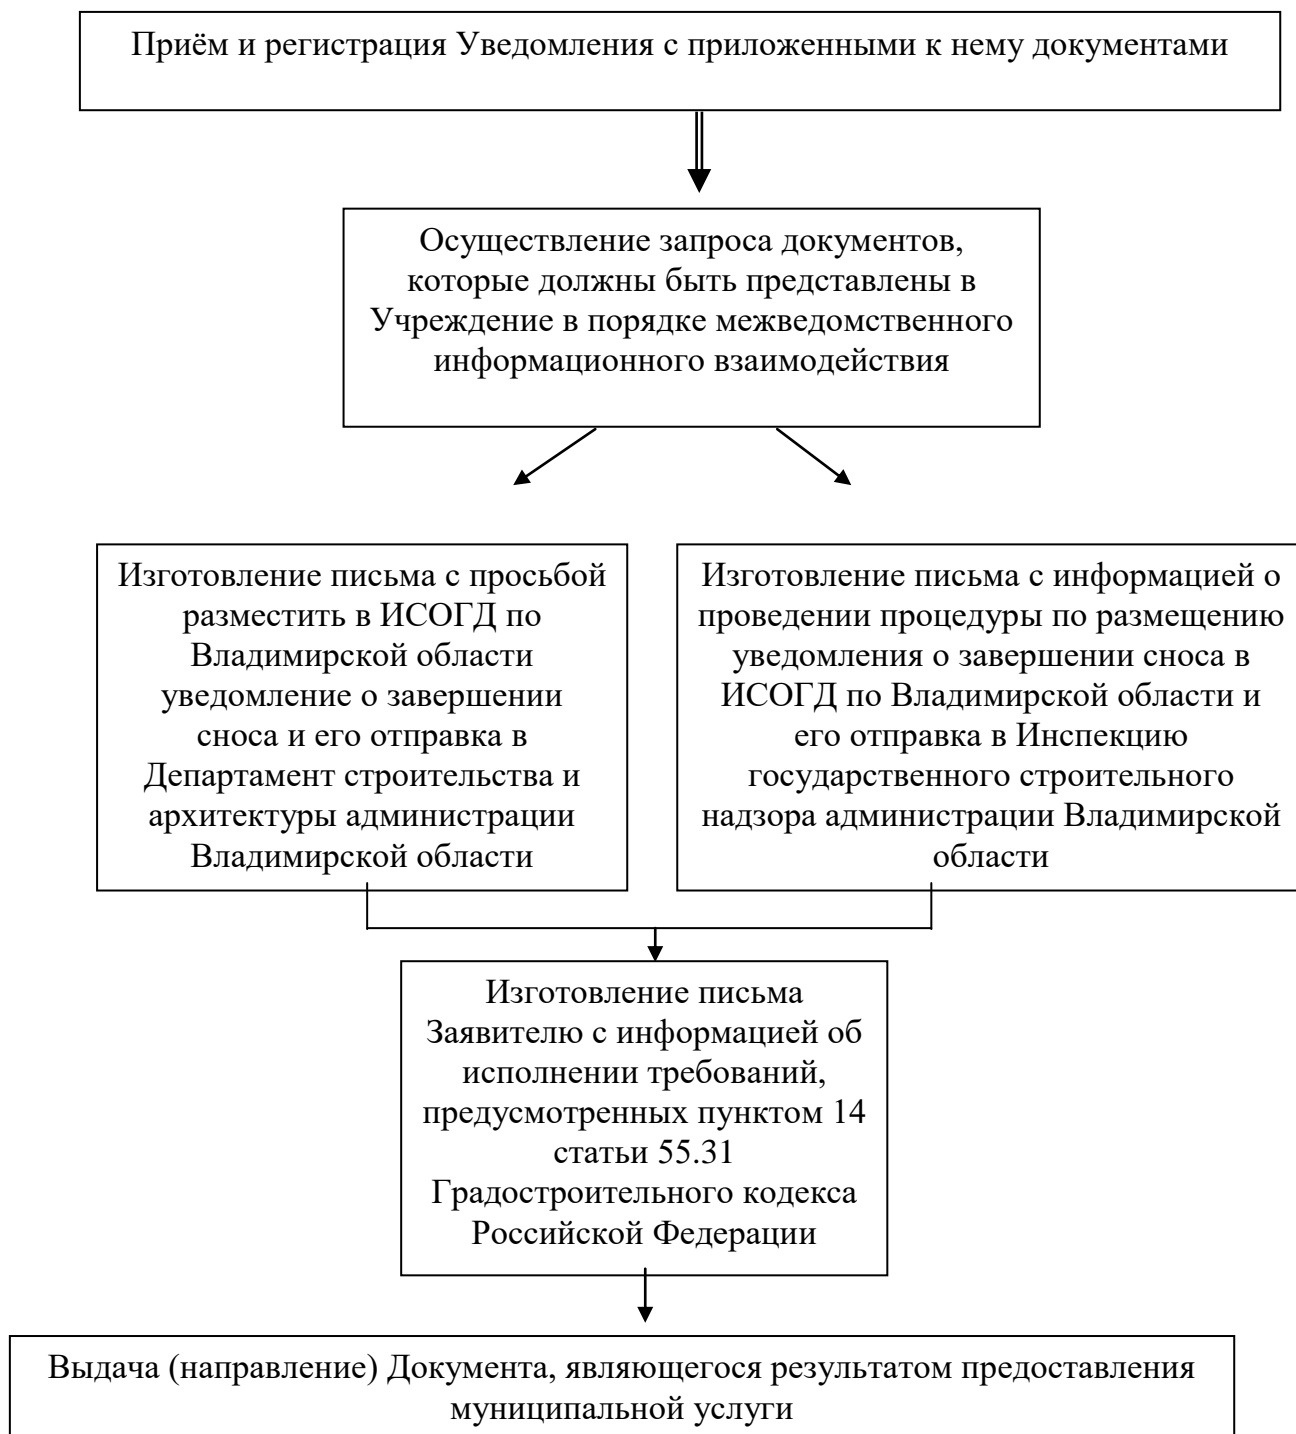 Приём и регистрация Уведомления с приложенными к нему документами
Осуществление запроса документов,
которые должны быть представлены в
Учреждение в порядке межведомственного
информационного взаимодействия
Изготовление письма с просьбой
разместить в ИСОГД по
Владимирской области
уведомление о завершении
сноса и его отправка в
Департамент строительства и
архитектуры администрации
Владимирской области
Изготовление письма с информацией о
проведении процедуры по размещению
уведомления о завершении сноса в
ИСОГД по Владимирской области и
его отправка в Инспекцию
государственного строительного
надзора администрации Владимирской
области
Изготовление письма
Заявителю с информацией об
исполнении требований,
предусмотренных пунктом 14
статьи 55.31
Градостроительного кодекса
Российской Федерации
Выдача (направление) Документа, являющегося результатом предоставления
муниципальной услуги